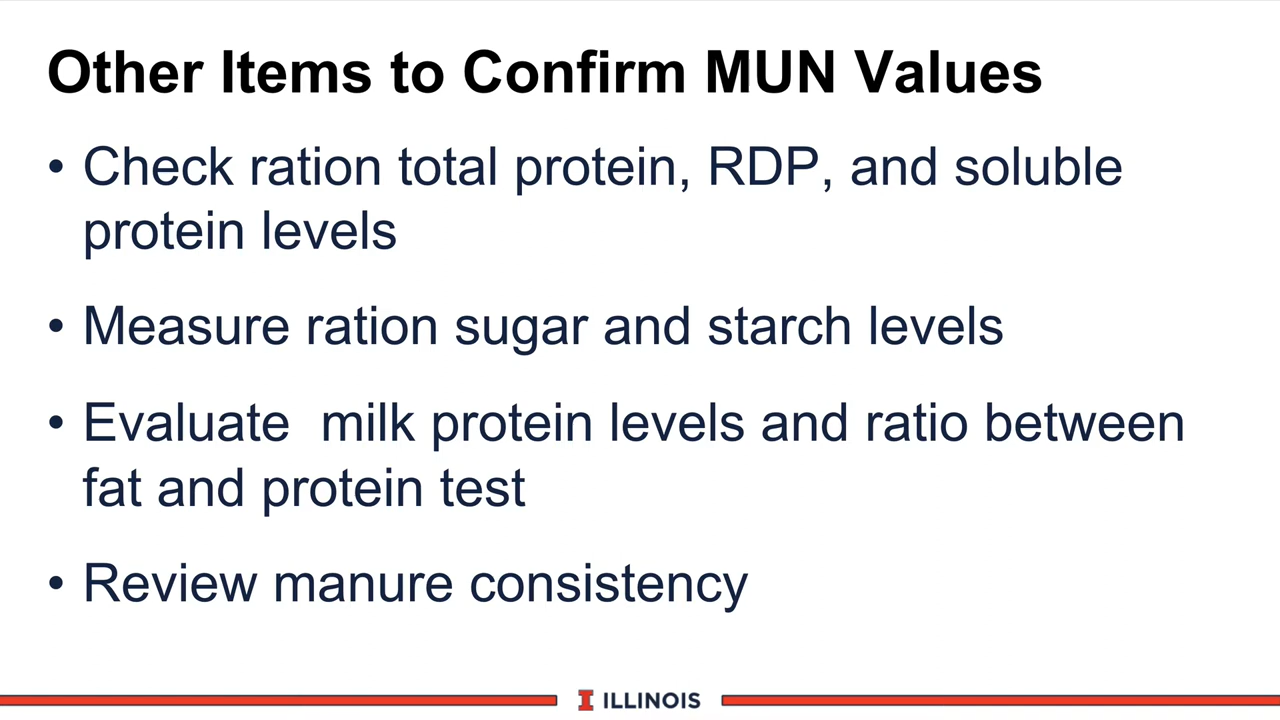 Other Items to Confirm MUN Values
• Check ration total protein, RDP, and soluble
protein levels
• Measure ration sugar and starch levels
• Evaluate  milk protein levels and ratio between
fat and protein test
• Review manure consistency
I ILLINOIS